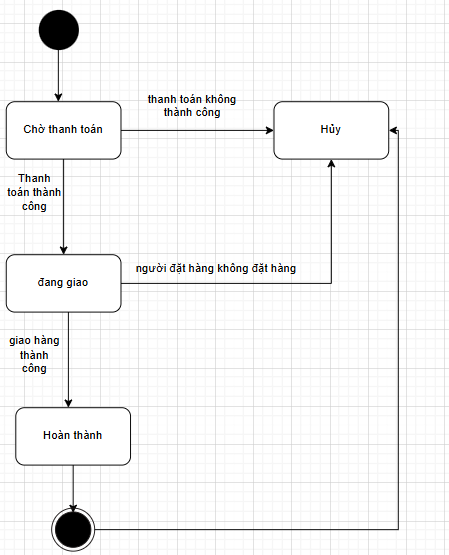 thanh toán không
thành công
Chờ thanh toán
Hủy
Thanh
toán thành
công
đang giao
người đặt hàng không đặt hàng
giao hàng
thành
công
Hoàn thành